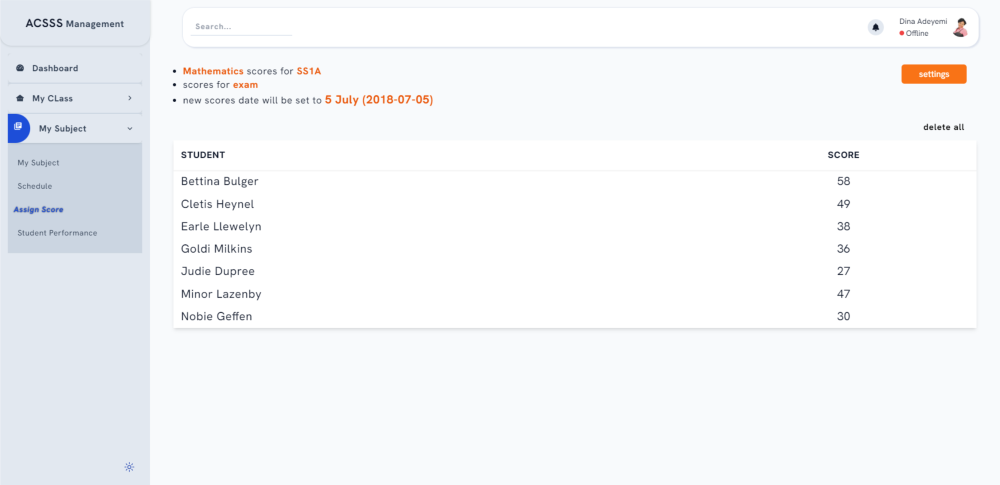 ACSSS Management
Search...
Dina Adeyemi
Offline
Dashboard
My CLass
My Subject
My Subject
Schedule
Assign Score
Student Performance
Mathematics scores for SS1A
scores for exam
new scores date will be set to 5 July (2018-07-05)
settings
delete all
STUDENT SCORE
Bettina Bulger 58
Cletis Heynel 49
Earle Llewelyn 38
Goldi Milkins 36
Judie Dupree 27
Minor Lazenby 47
Nobie Geffen 30